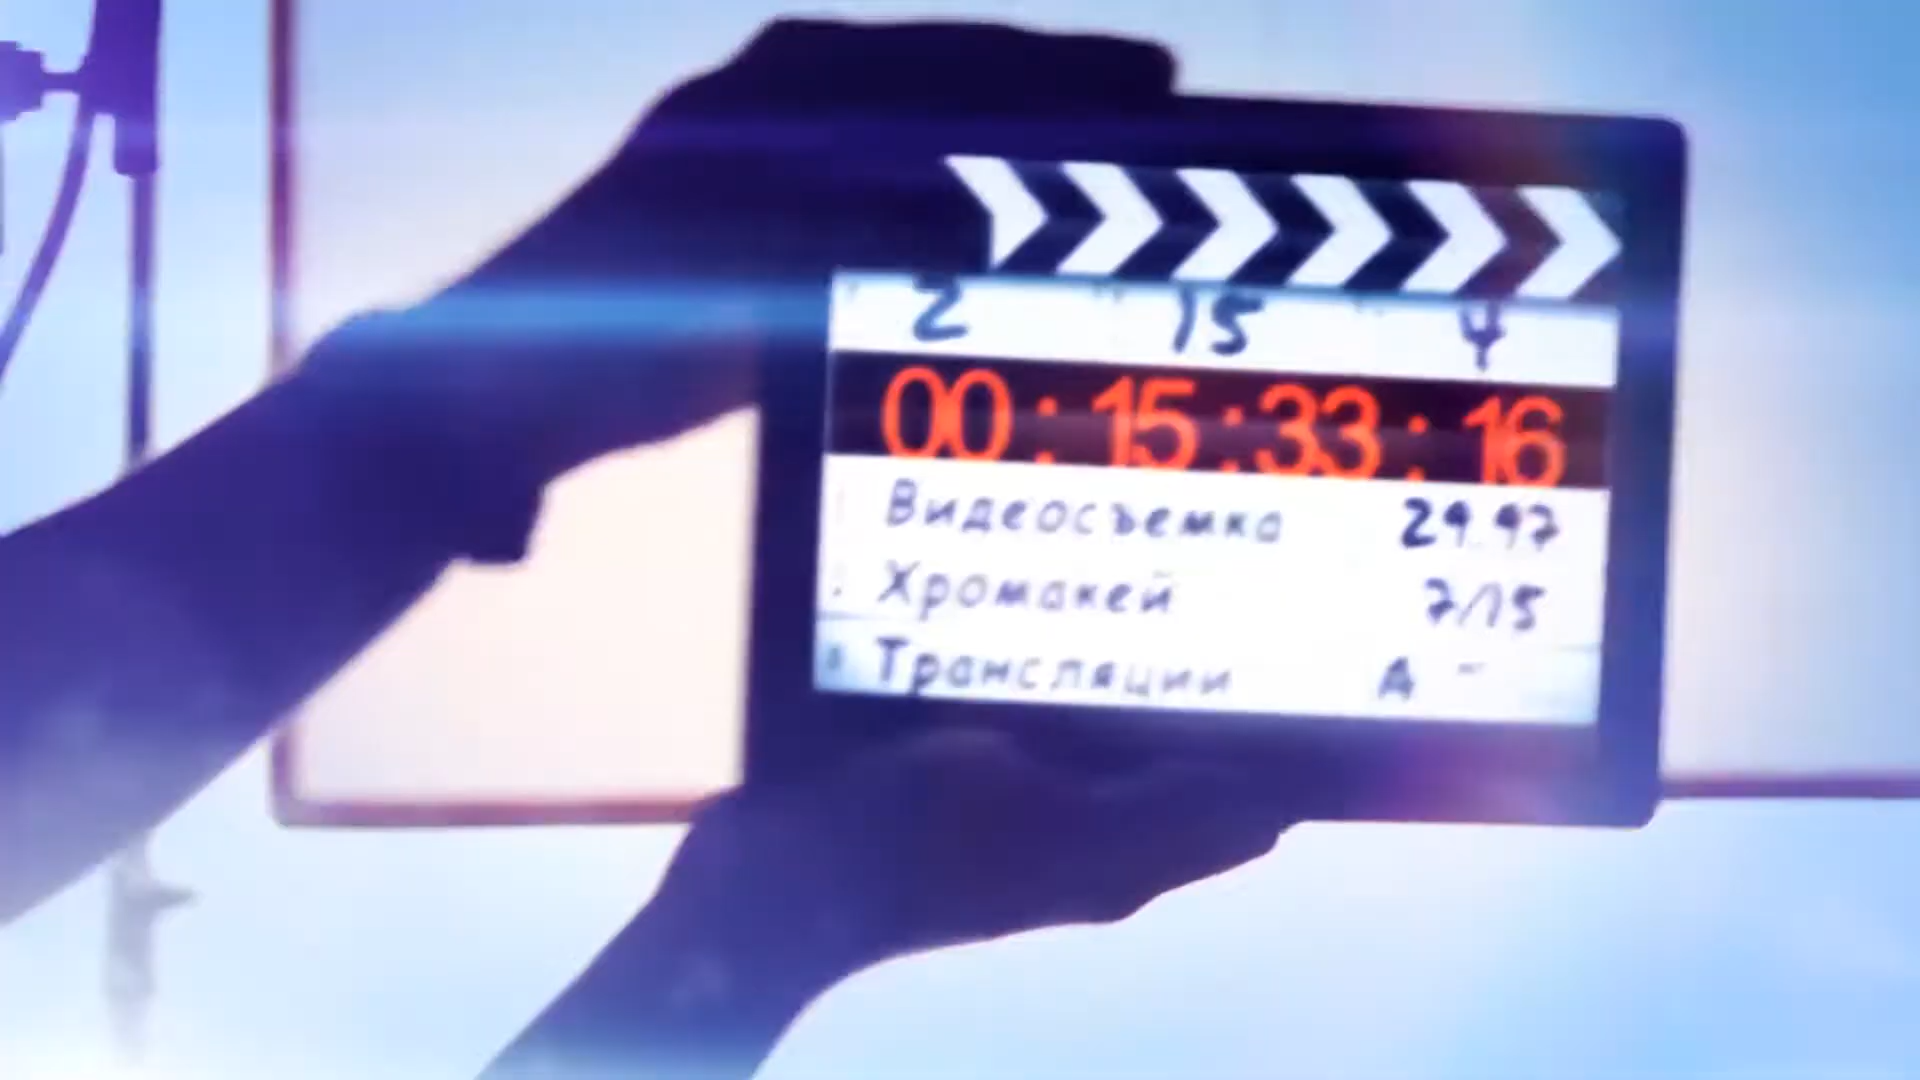 2 15 4
00:15:33:16
Видеосъемка 29.97
Хромакей 7/15
Трансляции A -